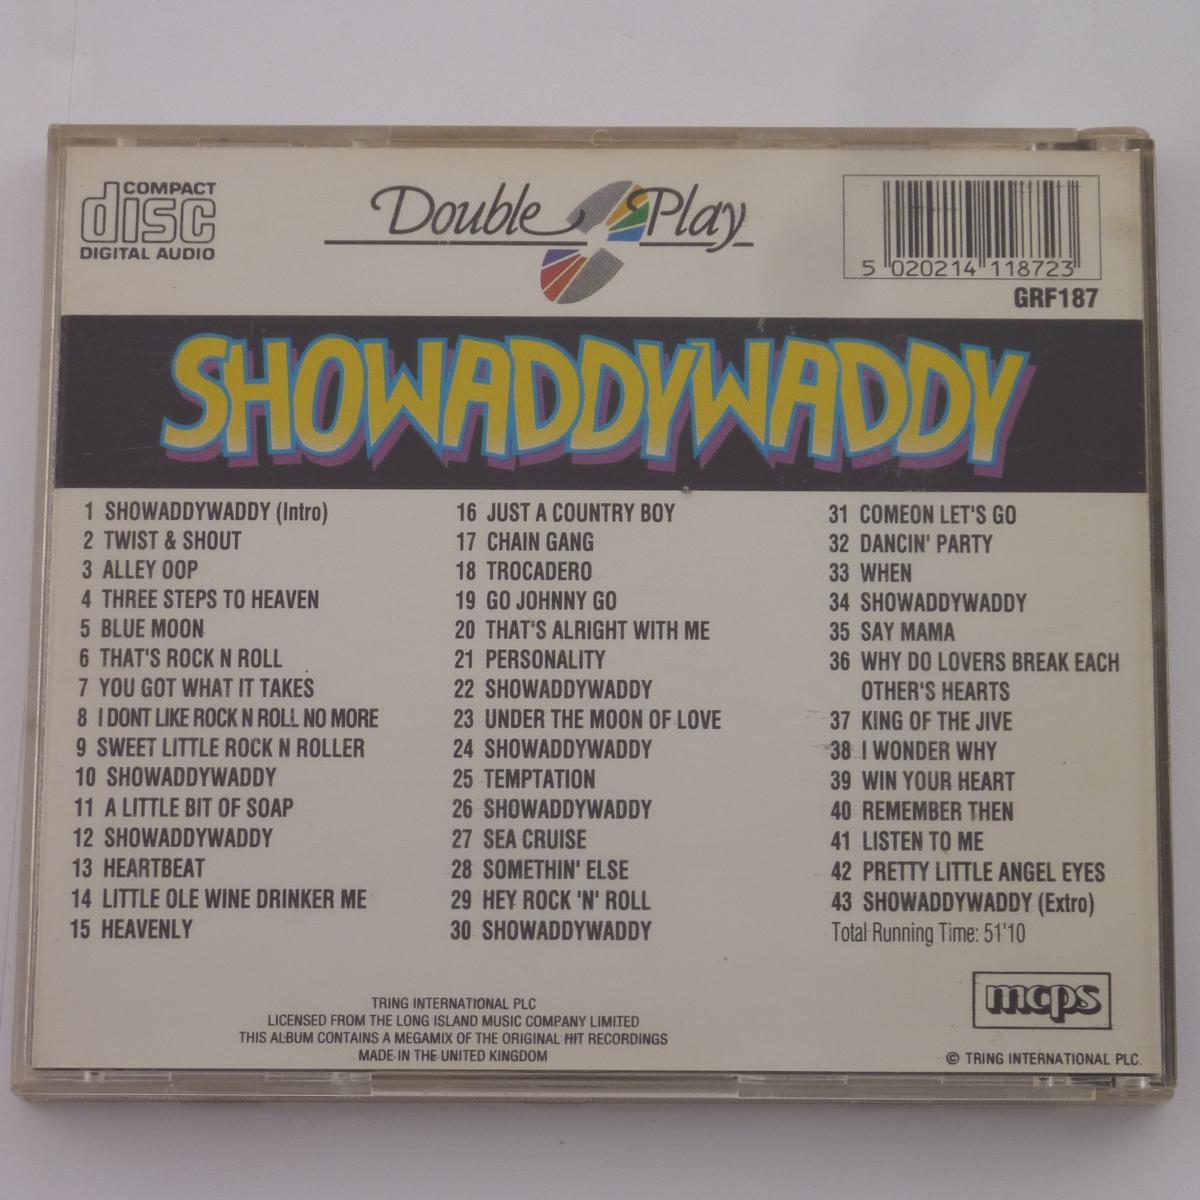 COMPACT
disc
DIGITAL AUDIO
Double Play
5 020214 118723
GRF187
SHOWADDYWADDY
1 SHOWADDYWADDY (Intro)
2 TWIST & SHOUT
3 ALLEY OOP
4 THREE STEPS TO HEAVEN
5 BLUE MOON
6 THAT'S ROCK N ROLL
7 YOU GOT WHAT IT TAKES
8 I DONT LIKE ROCK N ROLL NO MORE
9 SWEET LITTLE ROCK N ROLLER
10 SHOWADDYWADDY
11 A LITTLE BIT OF SOAP
12 SHOWADDYWADDY
13 HEARTBEAT
14 LITTLE OLE WINE DRINKER ME
15 HEAVENLY
16 JUST A COUNTRY BOY
17 CHAIN GANG
18 TROCADERO
19 GO JOHNNY GO
20 THAT'S ALRIGHT WITH ME
21 PERSONALITY
22 SHOWADDYWADDY
23 UNDER THE MOON OF LOVE
24 SHOWADDYWADDY
25 TEMPTATION
26 SHOWADDYWADDY
27 SEA CRUISE
28 SOMETHIN' ELSE
29 HEY ROCK 'N' ROLL
30 SHOWADDYWADDY
31 COMEON LET'S GO
32 DANCIN' PARTY
33 WHEN
34 SHOWADDYWADDY
35 SAY MAMA
36 WHY DO LOVERS BREAK EACH
OTHER'S HEARTS
37 KING OF THE JIVE
38 I WONDER WHY
39 WIN YOUR HEART
40 REMEMBER THEN
41 LISTEN TO ME
42 PRETTY LITTLE ANGEL EYES
43 SHOWADDYWADDY (Extro)
Total Running Time: 51'10
mcps
TRING INTERNATIONAL PLC
LICENSED FROM THE LONG ISLAND MUSIC COMPANY LIMITED
THIS ALBUM CONTAINS A MEGAMIX OF THE ORIGINAL HIT RECORDINGS
MADE IN THE UNITED KINGDOM
© TRING INTERNATIONAL PLC.